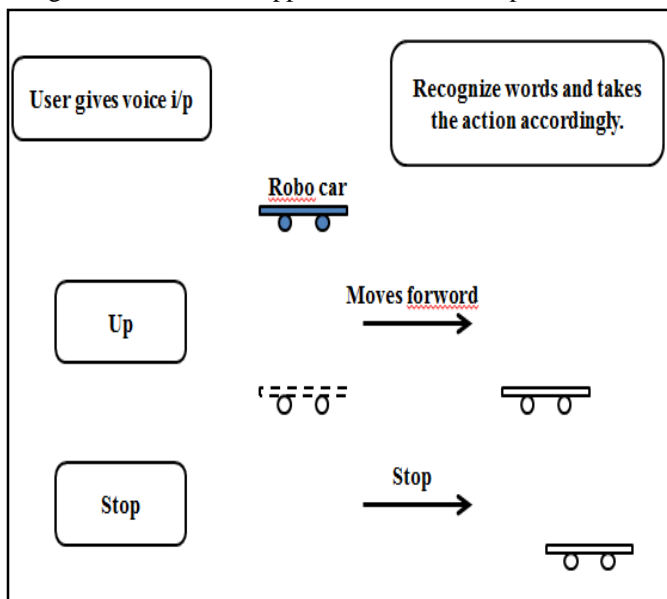 User gives voice i/p
Recognize words and takes
the action accordingly.
Robo car
Moves forword
Up
Stop
Stop